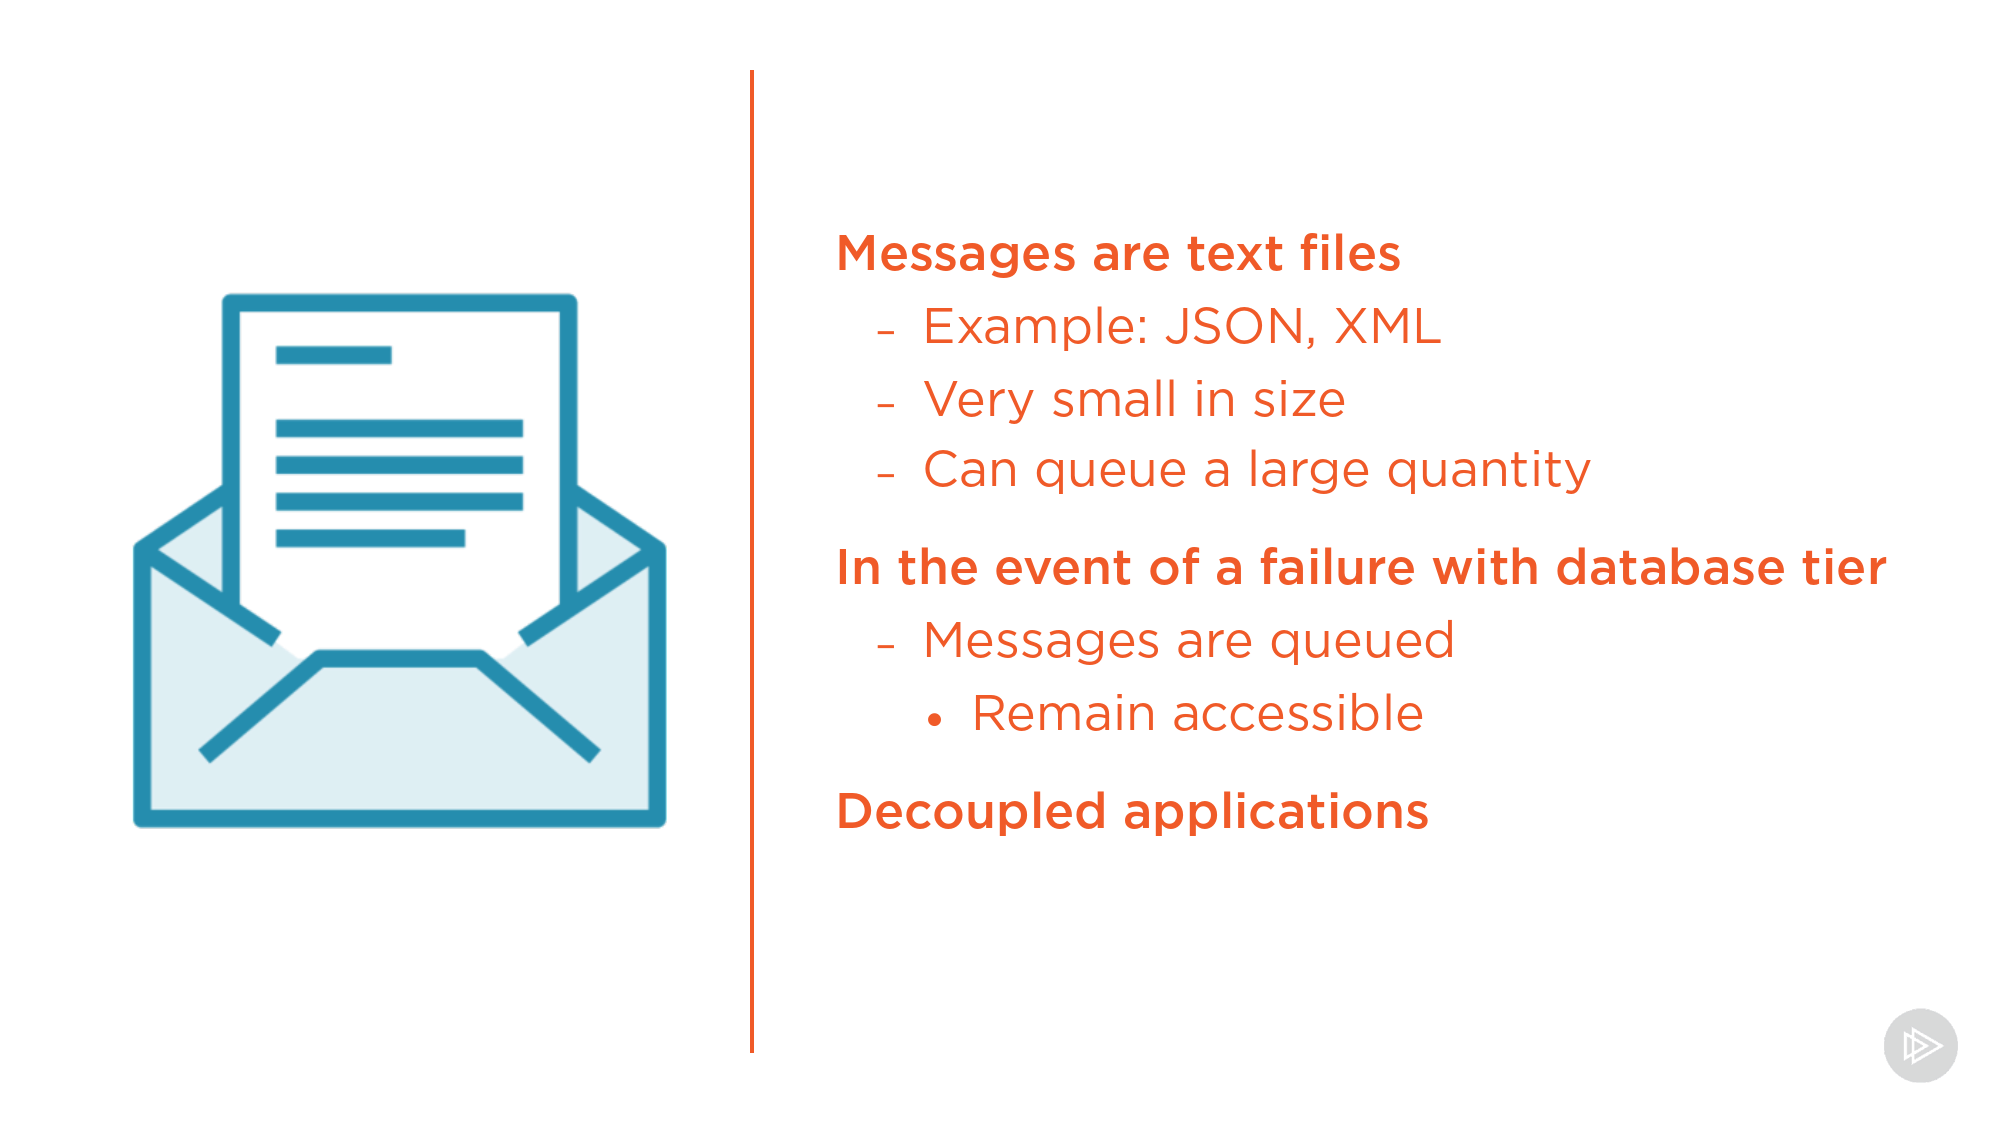 Messages are text files
- Example: JSON, XML
- Very small in size
- Can queue a large quantity
In the event of a failure with database tier
- Messages are queued
• Remain accessible
Decoupled applications